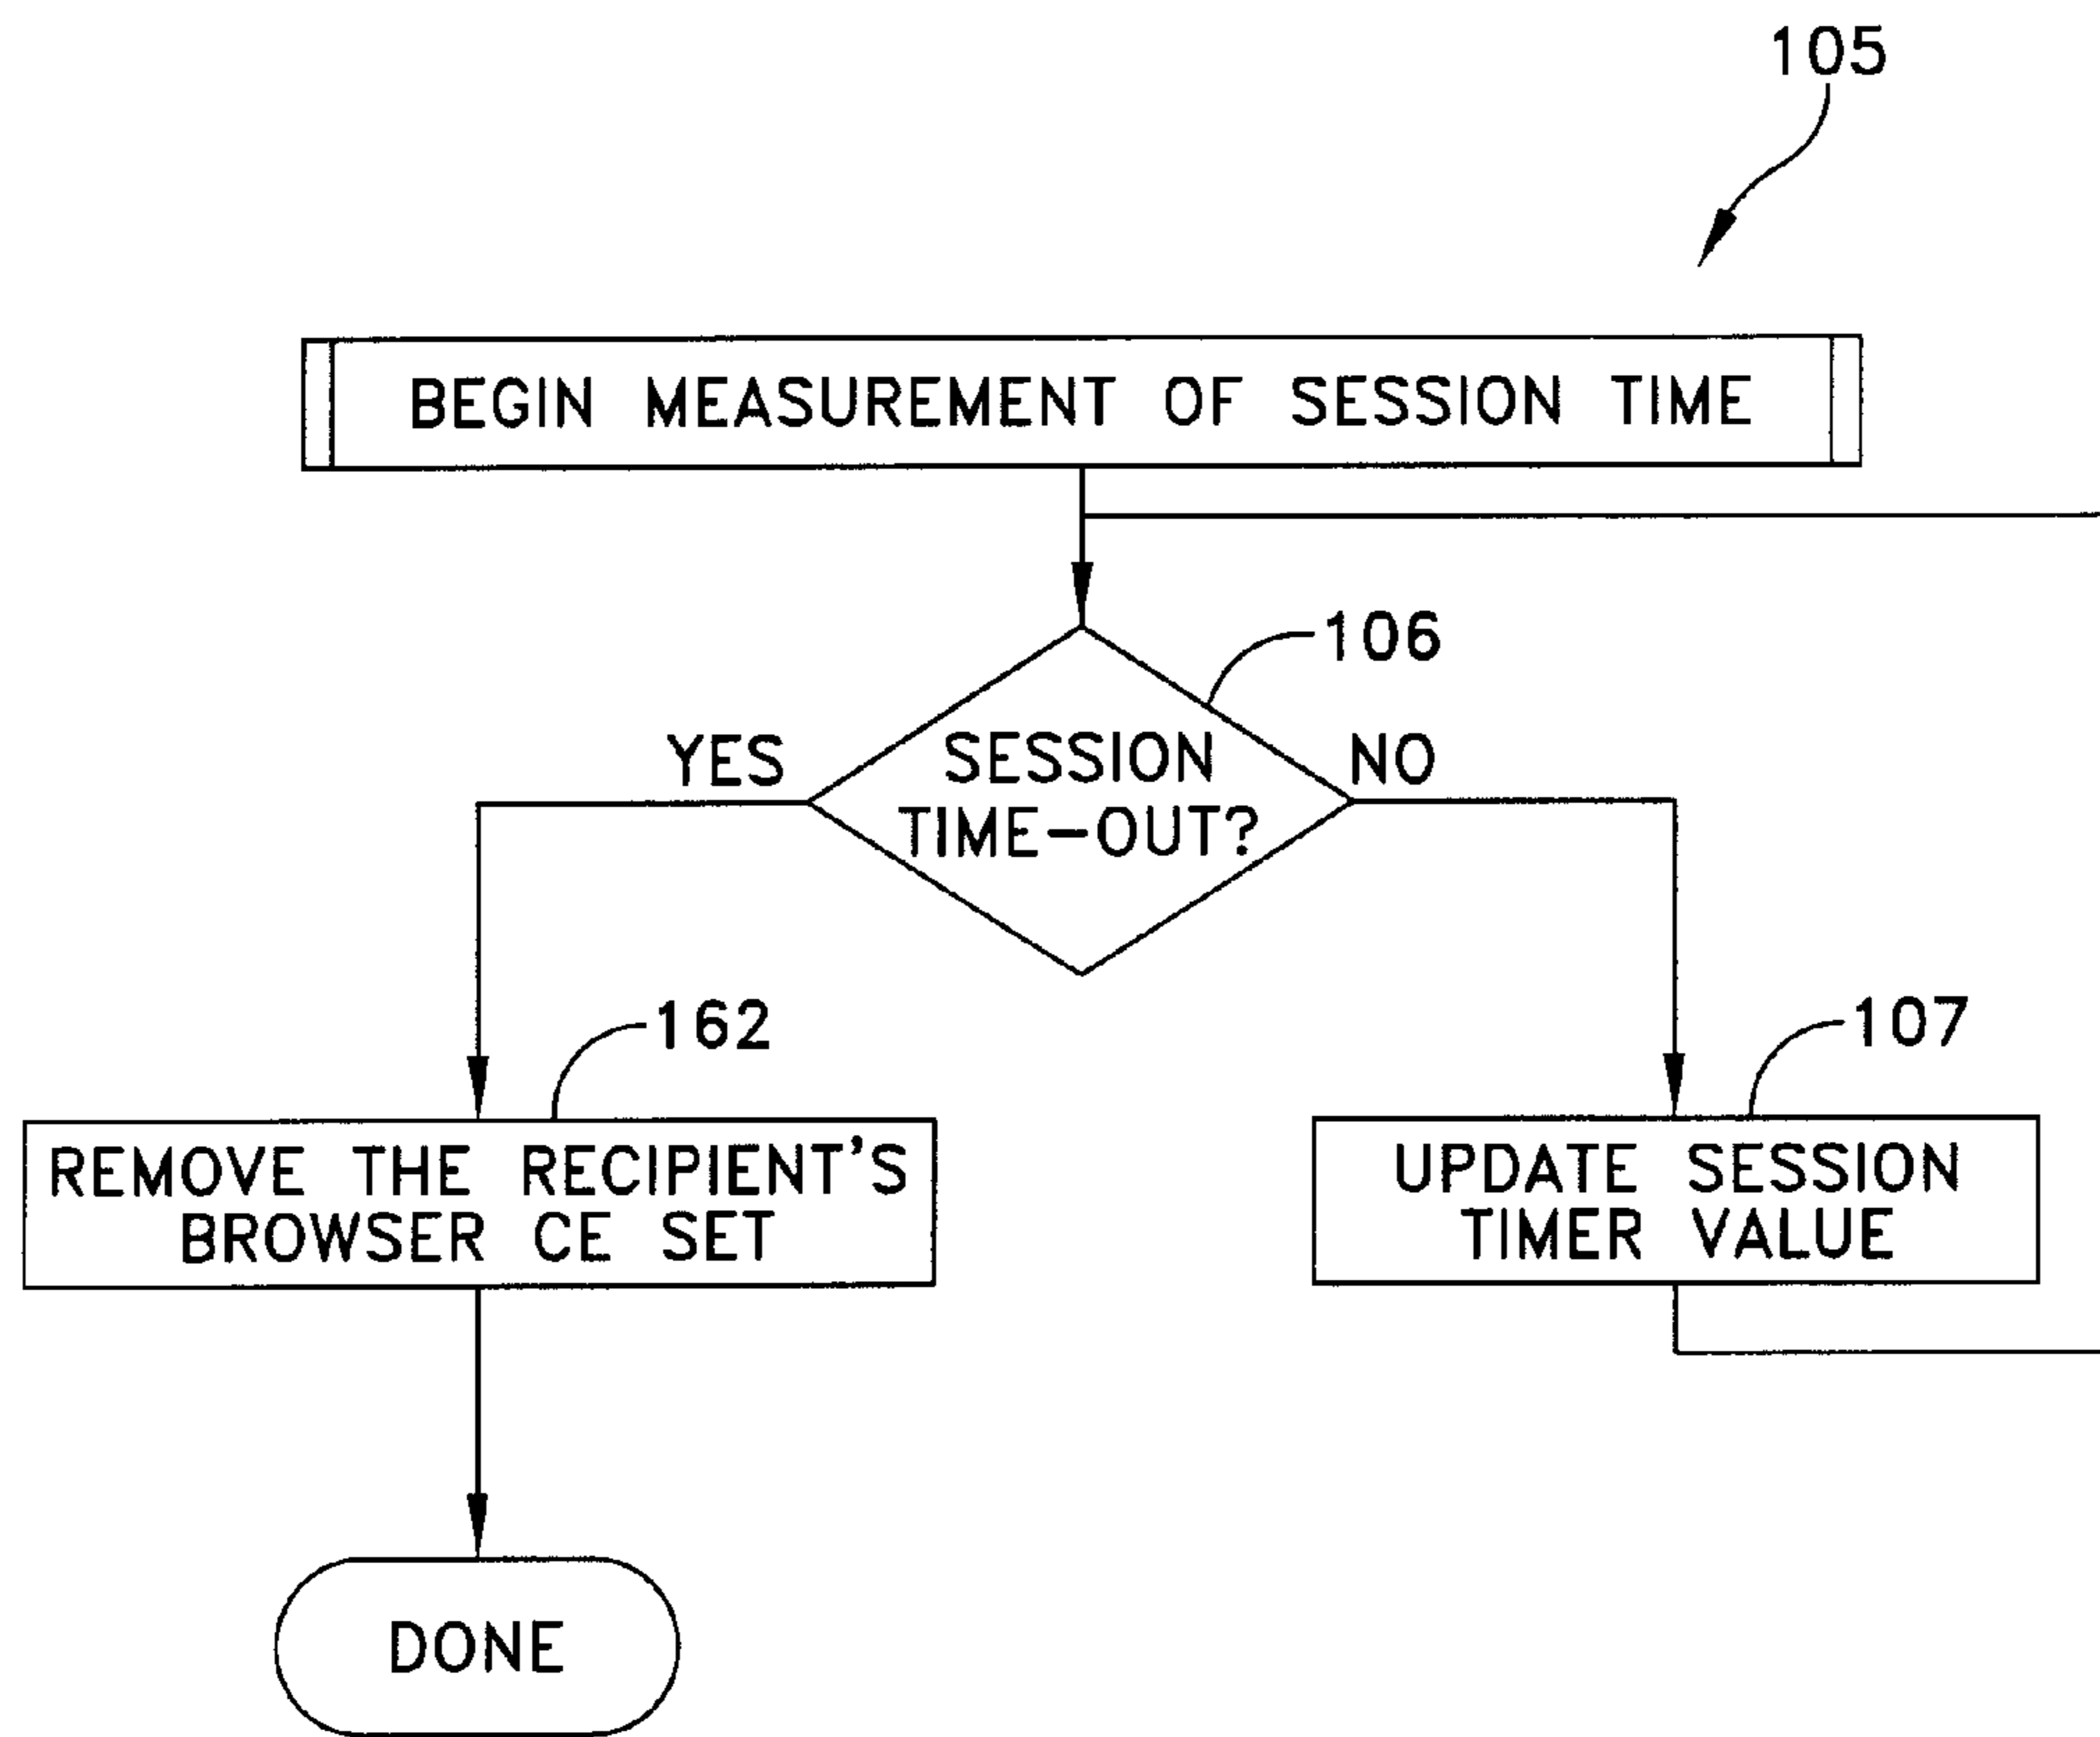 105
BEGIN MEASUREMENT OF SESSION TIME
106
YES
SESSION
TIME-OUT?
NO
162
107
REMOVE THE RECIPIENT'S
BROWSER CE SET
UPDATE SESSION
TIMER VALUE
DONE